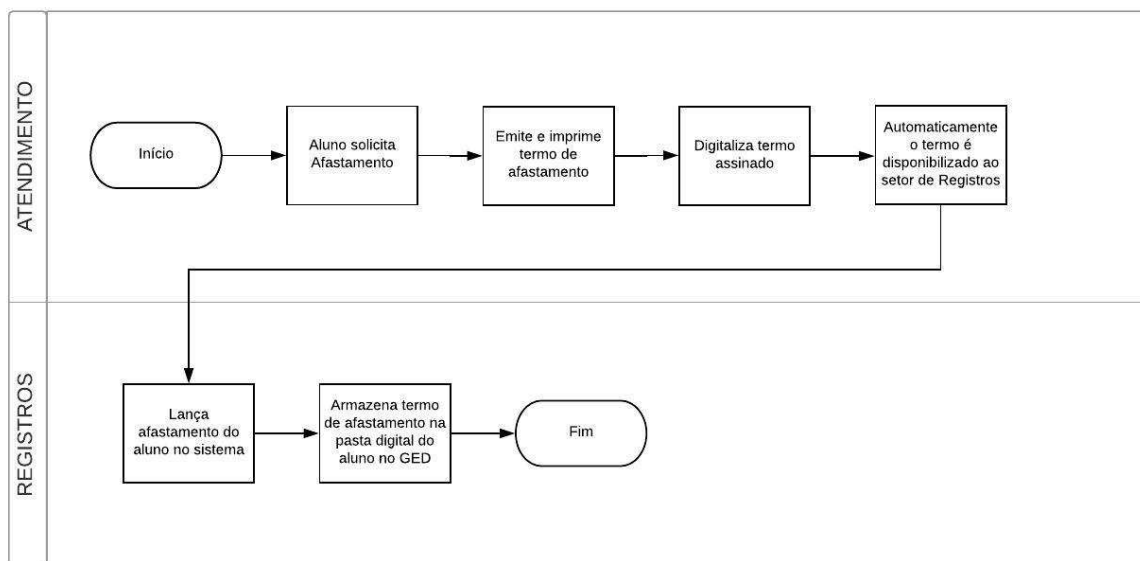 ATENDIMENTO
Início
Aluno solicita
Afastamento
Emite e imprime
termo de
afastamento
Digitaliza termo
assinado
Automaticamente
o termo é
disponibilizado ao
setor de Registros
REGISTROS
Lança
afastamento do
aluno no sistema
Armazena termo
de afastamento na
pasta digital do
aluno no GED
Fim